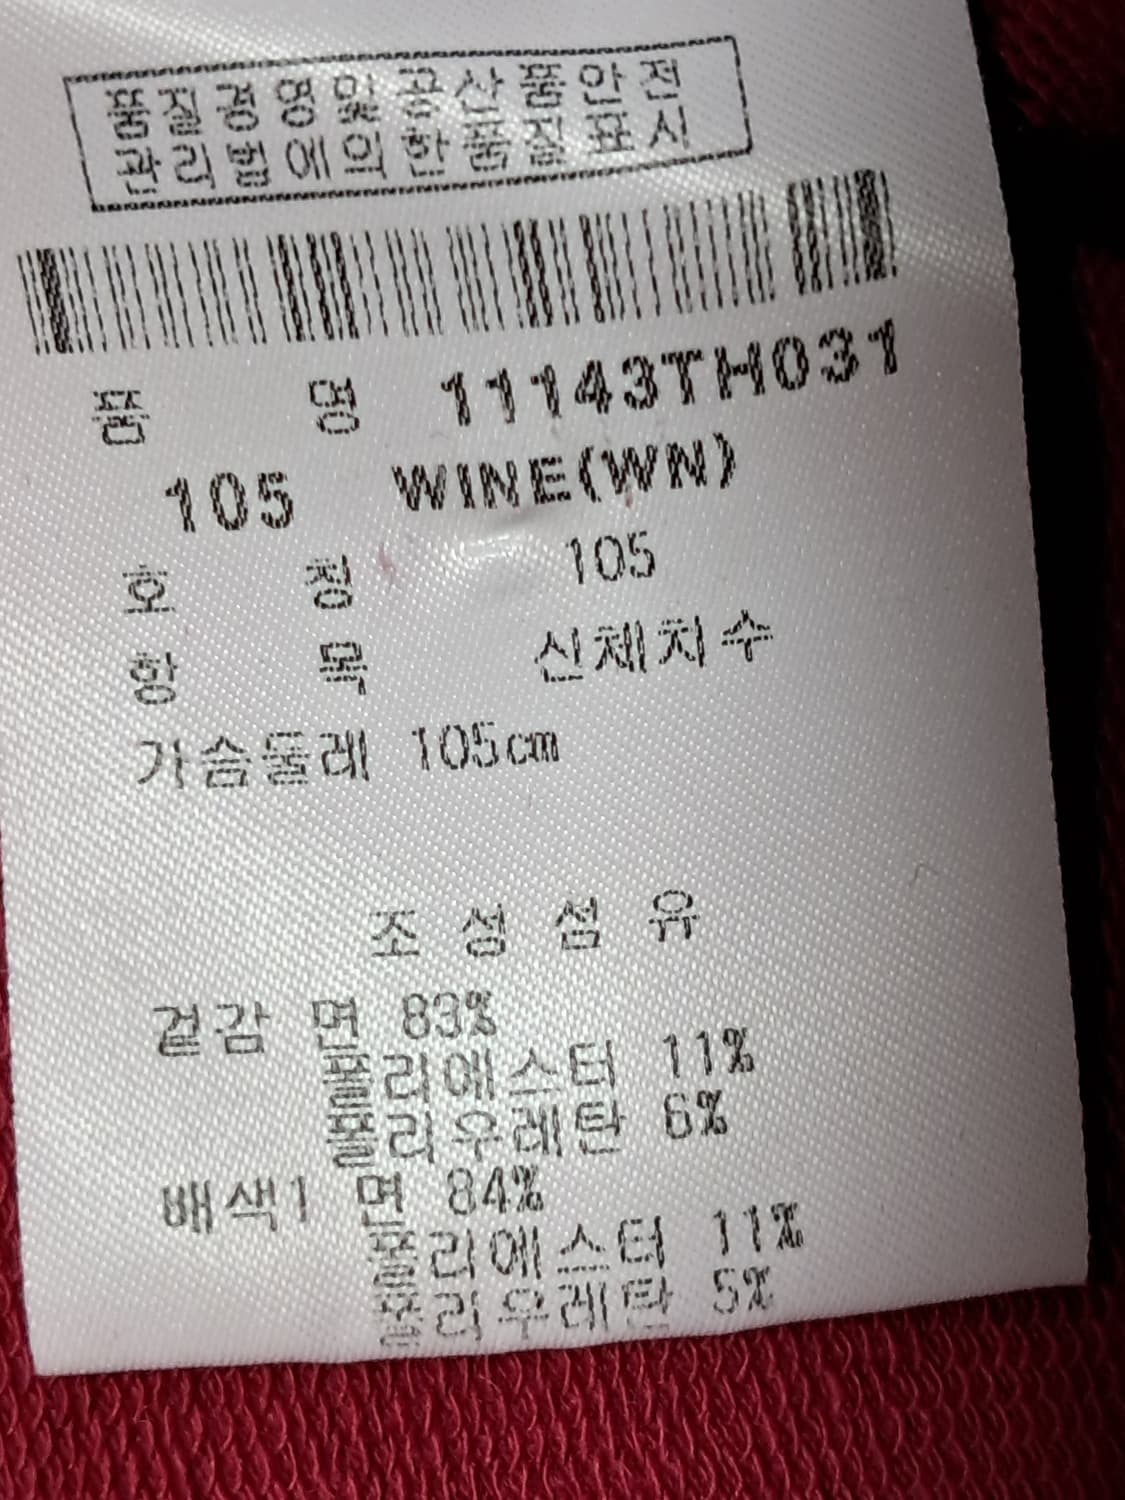 품질경영및공산품안전
관리법에의한품질표시
품 명 11143TH031
105 WINE(WN)
호 칭 105
항 목 신체치수
가슴둘레 105㎝
조 성 섬 유
겉감 면 83%
폴리에스터 11%
폴리우레탄 6%
배색1 면 84%
폴리에스터 11%
폴리우레탄 5%